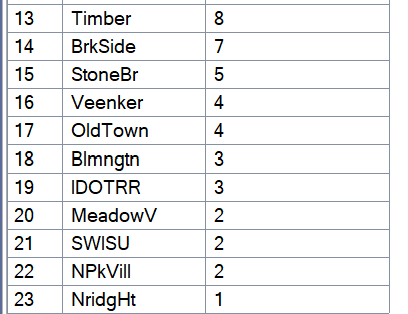 13 Timber 8
14 BrkSide 7
15 StoneBr 5
16 Veenker 4
17 OldTown 4
18 Blmngtn 3
19 IDOTRR 3
20 MeadowV 2
21 SWISU 2
22 NPkVill 2
23 NridgHt 1